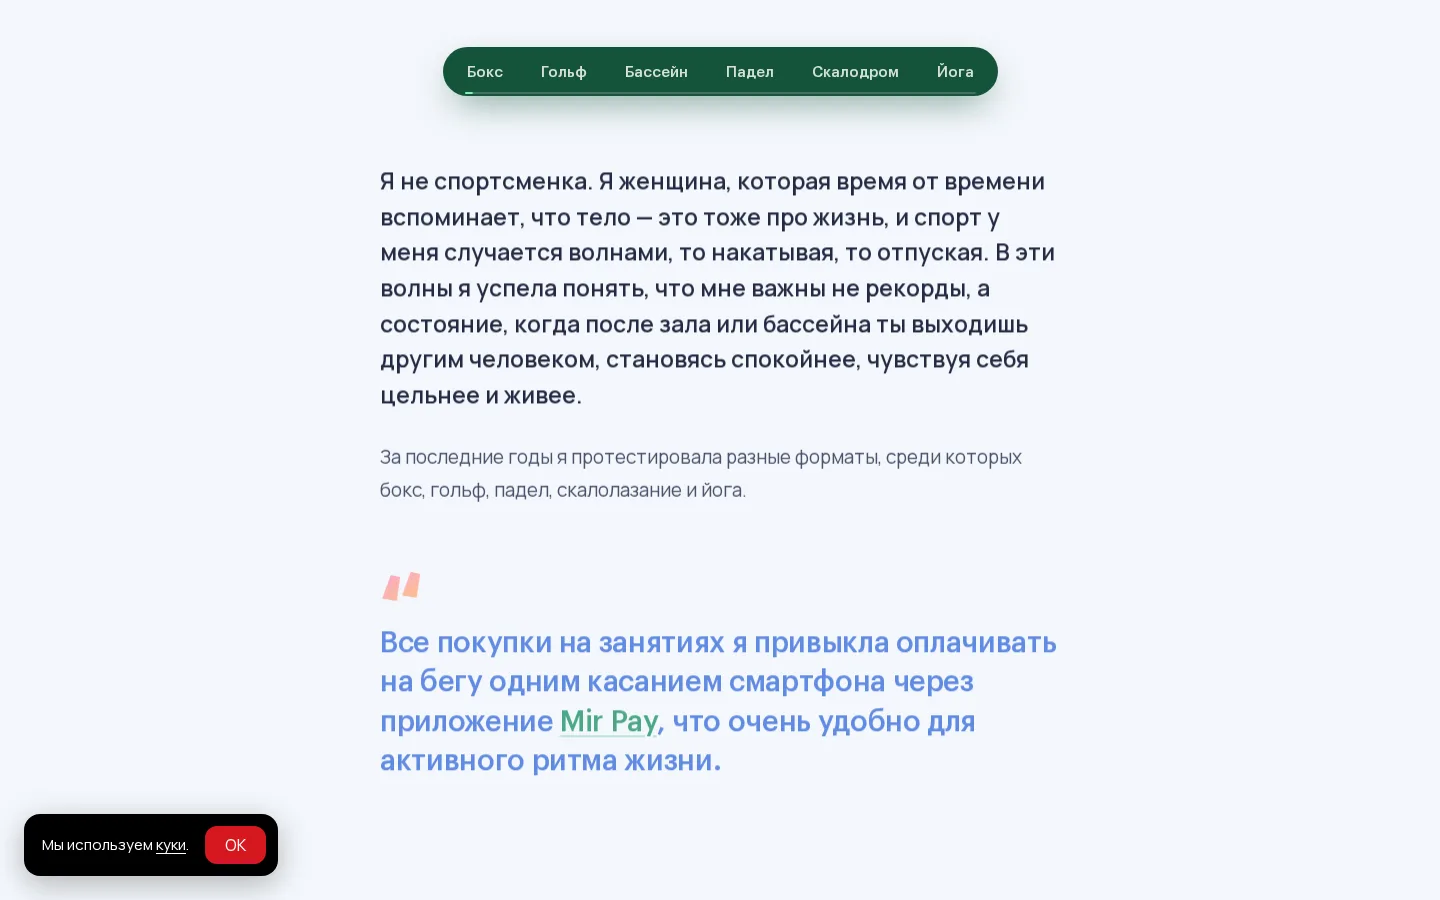 Бокс Гольф Бассейн Падел Скалодром Йога
Я не спортсменка. Я женщина, которая время от времени
вспоминает, что тело — это тоже про жизнь, и спорт у
меня случается волнами, то накатывая, то отпуская. В эти
волны я успела понять, что мне важны не рекорды, а
состояние, когда после зала или бассейна ты выходишь
другим человеком, становясь спокойнее, чувствуя себя
цельнее и живее.
За последние годы я протестировала разные форматы, среди которых
бокс, гольф, падел, скалолазание и йога.
Все покупки на занятиях я привыкла оплачивать
на бегу одним касанием смартфона через
приложение Mir Pay, что очень удобно для
активного ритма жизни.
Мы используем куки. OK